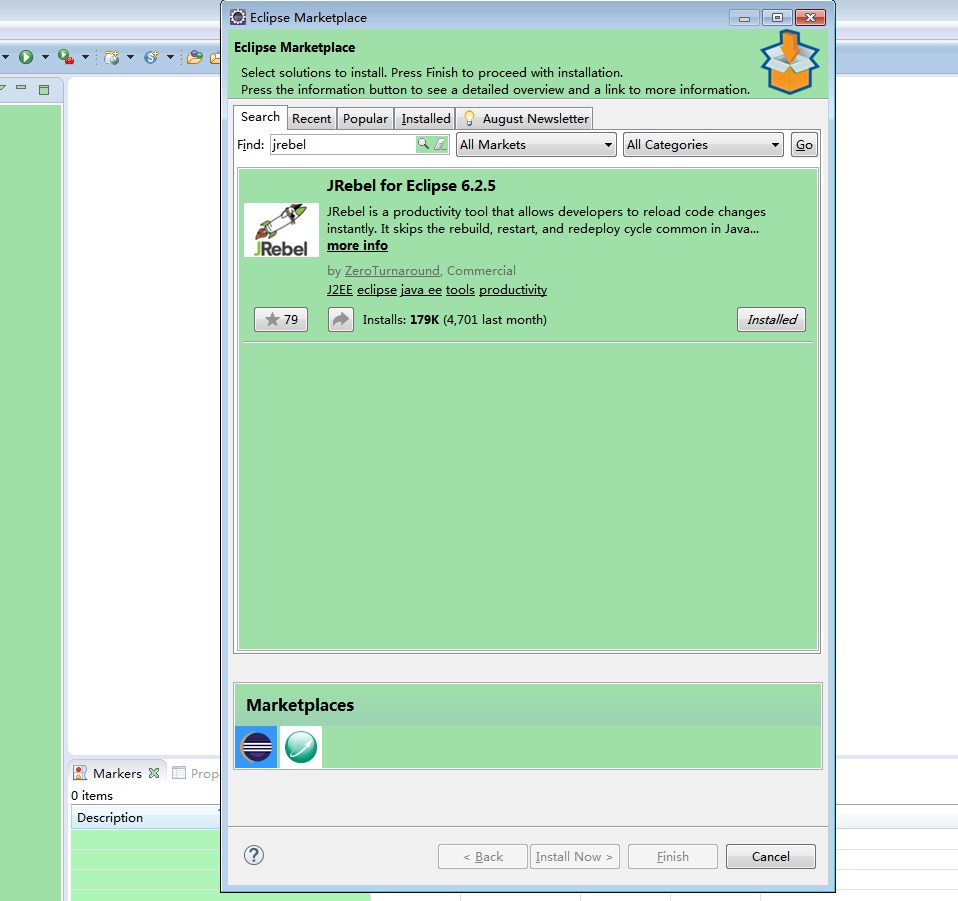 Eclipse Marketplace
Eclipse Marketplace
Select solutions to install. Press Finish to proceed with installation.
Press the information button to see a detailed overview and a link to more information.
Search Recent Popular Installed August Newsletter
Find: jrebel All Markets All Categories Go
JRebel for Eclipse 6.2.5
JRebel is a productivity tool that allows developers to reload code changes
instantly. It skips the rebuild, restart, and redeploy cycle common in Java...
more info
JRebel
by ZeroTurnaround, Commercial
J2EE eclipse java ee tools productivity
79 Installs: 179K (4,701 last month) Installed
Marketplaces
Markers Prop
0 items
Description
? < Back Install Now > Finish Cancel